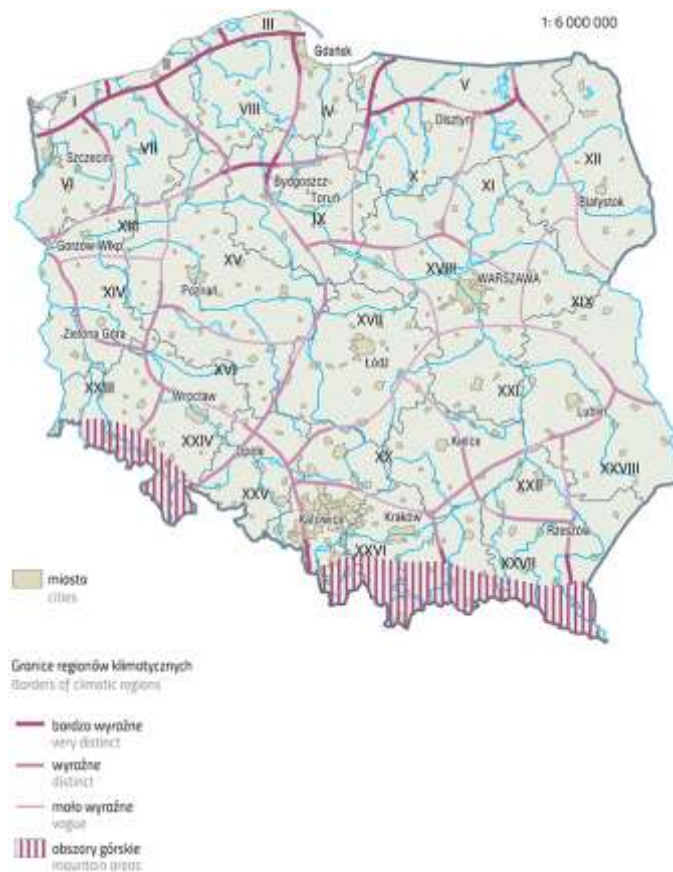 1: 6 000 000
III
Gdańsk
II
I
V
VIII
IV
Olsztyn
VII
Szczecin
VI
X
XII
XI
Bydgoszcz-
Toruń
Białystok
IX
XIII
Gorzów Wlkp.
XV
XVIII
WARSZAWA
XIV
Poznań
XIX
XVII
Zielona Góra
Łódź
XVI
XXIII
Wrocław
XXI
Lublin
XXIV
Opole
XX
Kielce
XXVIII
XXII
XXV
Katowice
Kraków
Rzeszów
XXVI
XXVII
miasta
cities
Granice regionów klimatycznych
Borders of climatic regions
bardzo wyraźne
very distinct
wyraźne
distinct
mało wyraźne
vague
obszary górskie
mountain areas